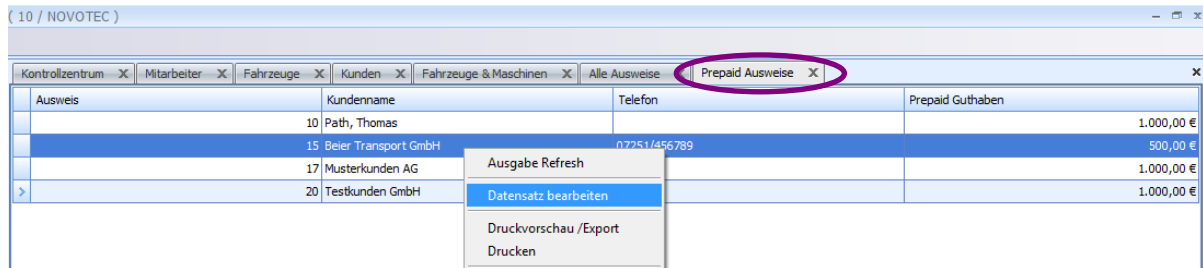 ( 10 / NOVOTEC )
Kontrollzentrum X Mitarbeiter X Fahrzeuge X Kunden X Fahrzeuge & Maschinen X Alle Ausweise Prepaid Ausweise X
Ausweis Kundenname Telefon Prepaid Guthaben
10 Path, Thomas 1.000,00 €
15 Beier Transport GmbH 07251/456789 500,00 €
Ausgabe Refresh
17 Musterkunden AG 1.000,00 €
20 Testkunden GmbH 1.000,00 €
Datensatz bearbeiten
Druckvorschau /Export
Drucken